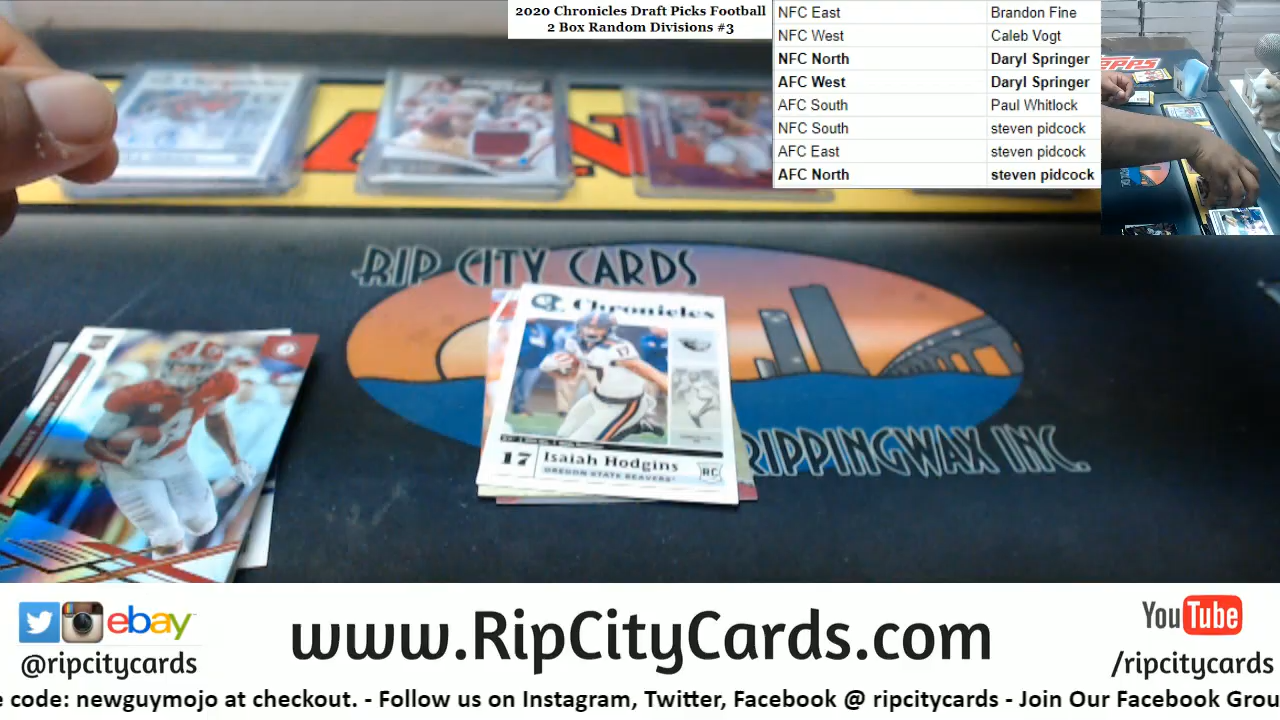 2020 Chronicles Draft Picks Football
2 Box Random Divisions #3
NFC East Brandon Fine
NFC West Caleb Vogt
NFC North Daryl Springer
AFC West Daryl Springer
AFC South Paul Whitlock
NFC South steven pidcock
AFC East steven pidcock
AFC North steven pidcock
RIP CITY CARDS
Chronicles
17
17 Isaiah Hodgins RC
OREGON STATE BEAVERS
RIPPINGWAX INC.
ebay
@ripcitycards
www.RipCityCards.com
YouTube
/ripcitycards
e code: newguymojo at checkout. - Follow us on Instagram, Twitter, Facebook @ ripcitycards - Join Our Facebook Grou